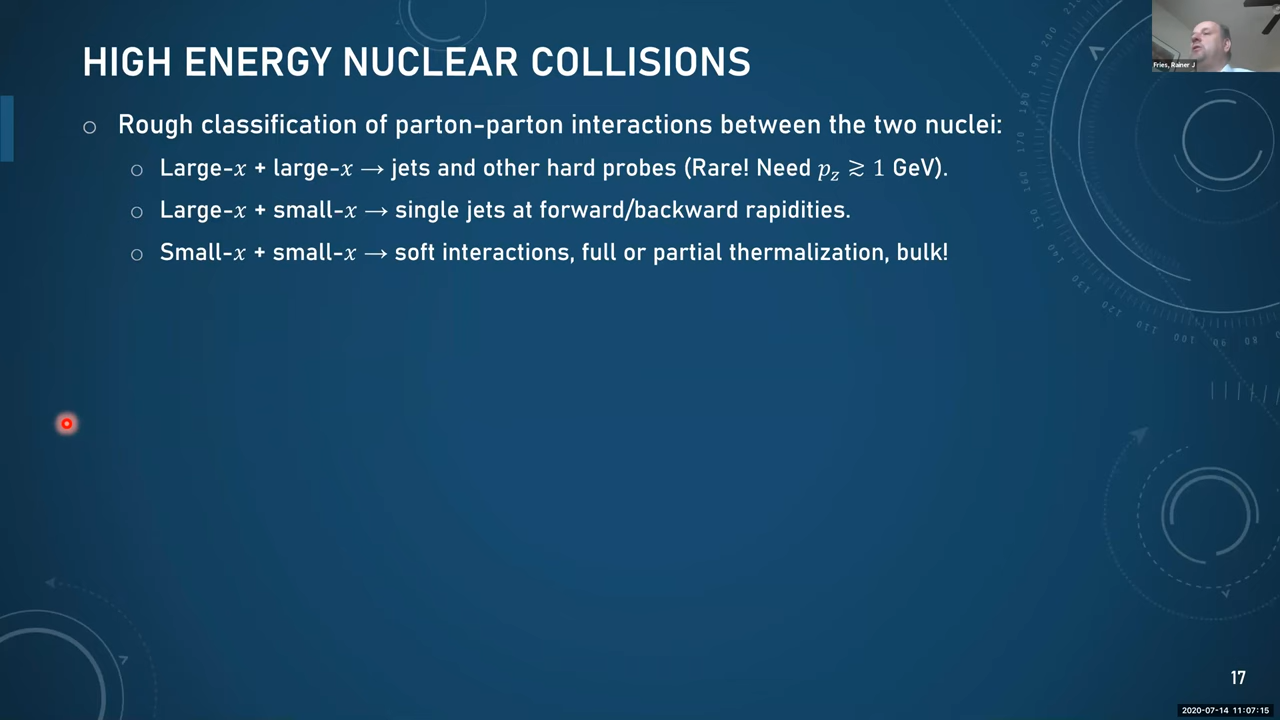 HIGH ENERGY NUCLEAR COLLISIONS
Fries, Rainer J
○ Rough classification of parton-parton interactions between the two nuclei:
○ Large-x + large-x → jets and other hard probes (Rare! Need p_z ≳ 1 GeV).
○ Large-x + small-x → single jets at forward/backward rapidities.
○ Small-x + small-x → soft interactions, full or partial thermalization, bulk!
17
2020-07-14 11:07:15